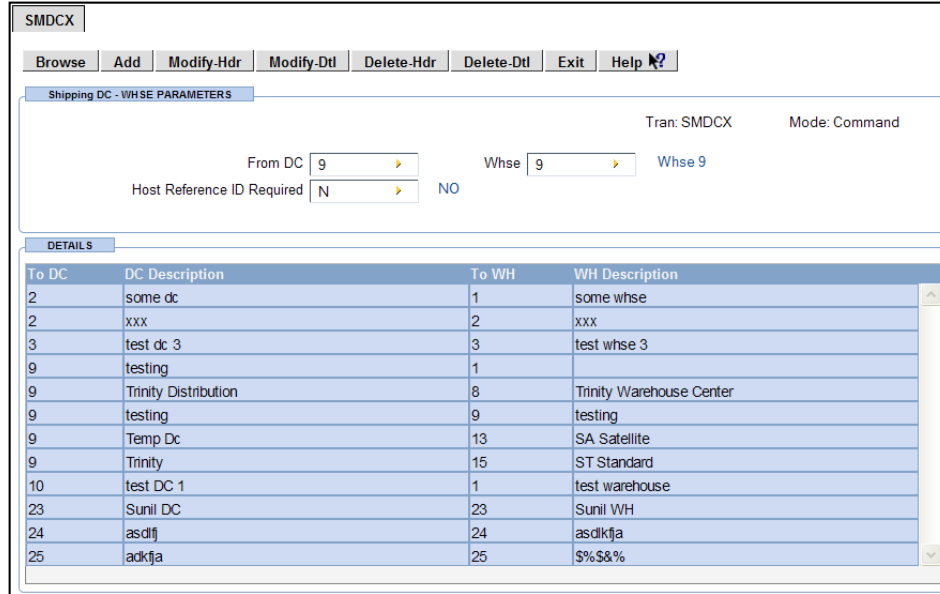 SMDCX
Browse Add Modify-Hdr Modify-Dtl Delete-Hdr Delete-Dtl Exit Help ?
Shipping DC - WHSE PARAMETERS
Tran: SMDCX Mode: Command
From DC 9 Whse 9 Whse 9
Host Reference ID Required N NO
DETAILS
To DC DC Description To WH WH Description
2 some dc 1 some whse
2 xxx 2 xxx
3 test dc 3 3 test whse 3
9 testing 1
9 Trinity Distribution 8 Trinity Warehouse Center
9 testing 9 testing
9 Temp Dc 13 SA Satellite
9 Trinity 15 ST Standard
10 test DC 1 1 test warehouse
23 Sunil DC 23 Sunil WH
24 asdlfj 24 asdlkfja
25 adkfja 25 $%$&%